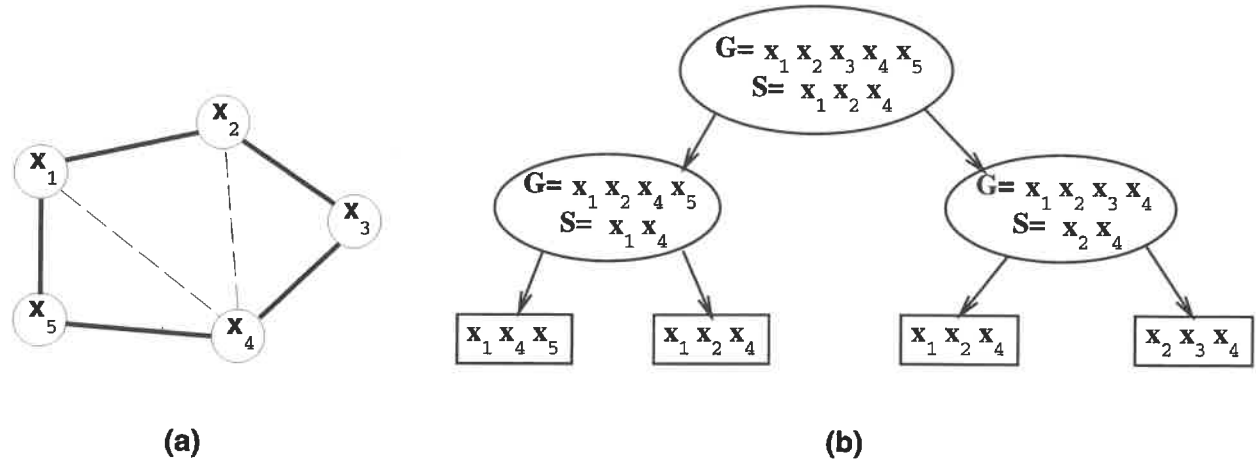 x₂
x₁
x₃
x₅
x₄
(a)
G= x₁ x₂ x₃ x₄ x₅
S= x₁ x₂ x₄
G= x₁ x₂ x₄ x₅
S= x₁ x₄
G= x₁ x₂ x₃ x₄
S= x₂ x₄
x₁ x₄ x₅
x₁ x₂ x₄
x₁ x₂ x₄
x₂ x₃ x₄
(b)